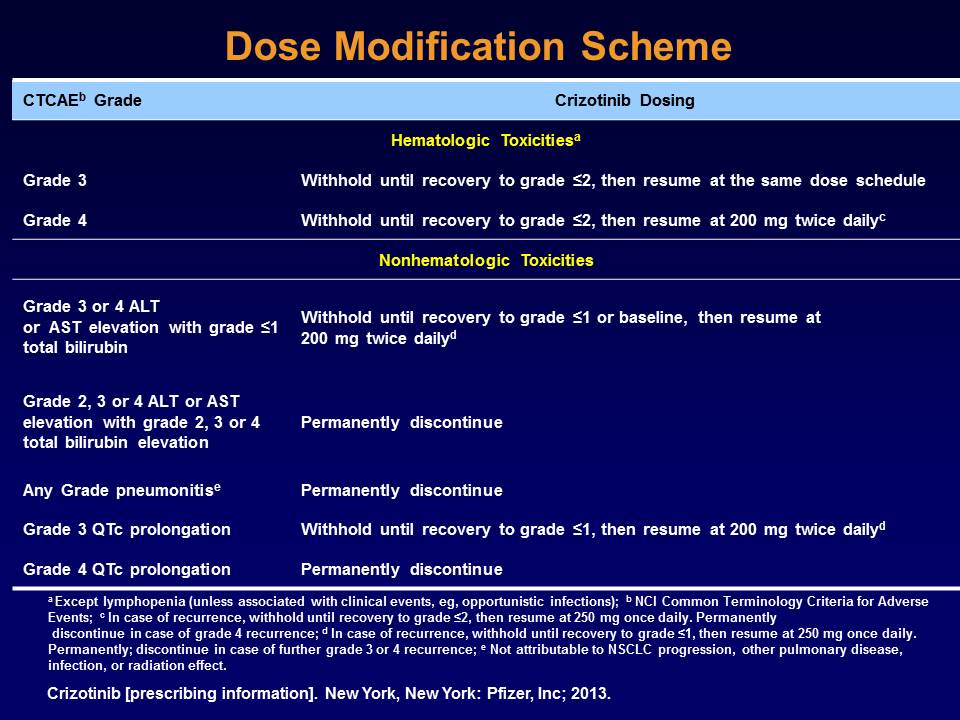 Dose Modification Scheme
CTCAEᵇ Grade Crizotinib Dosing
Hematologic Toxicitiesᵃ
Grade 3 Withhold until recovery to grade ≤2, then resume at the same dose schedule
Grade 4 Withhold until recovery to grade ≤2, then resume at 200 mg twice dailyᶜ
Nonhematologic Toxicities
Grade 3 or 4 ALT
or AST elevation with grade ≤1
total bilirubin
Withhold until recovery to grade ≤1 or baseline, then resume at
200 mg twice dailyᵈ
Grade 2, 3 or 4 ALT or AST
elevation with grade 2, 3 or 4
total bilirubin elevation
Permanently discontinue
Any Grade pneumonitisᵉ Permanently discontinue
Grade 3 QTc prolongation Withhold until recovery to grade ≤1, then resume at 200 mg twice dailyᵈ
Grade 4 QTc prolongation Permanently discontinue
ᵃ Except lymphopenia (unless associated with clinical events, eg, opportunistic infections); ᵇ NCI Common Terminology Criteria for Adverse
Events; ᶜ In case of recurrence, withhold until recovery to grade ≤2, then resume at 250 mg once daily. Permanently
discontinue in case of grade 4 recurrence; ᵈ In case of recurrence, withhold until recovery to grade ≤1, then resume at 250 mg once daily.
Permanently; discontinue in case of further grade 3 or 4 recurrence; ᵉ Not attributable to NSCLC progression, other pulmonary disease,
infection, or radiation effect.
Crizotinib [prescribing information]. New York, New York: Pfizer, Inc; 2013.